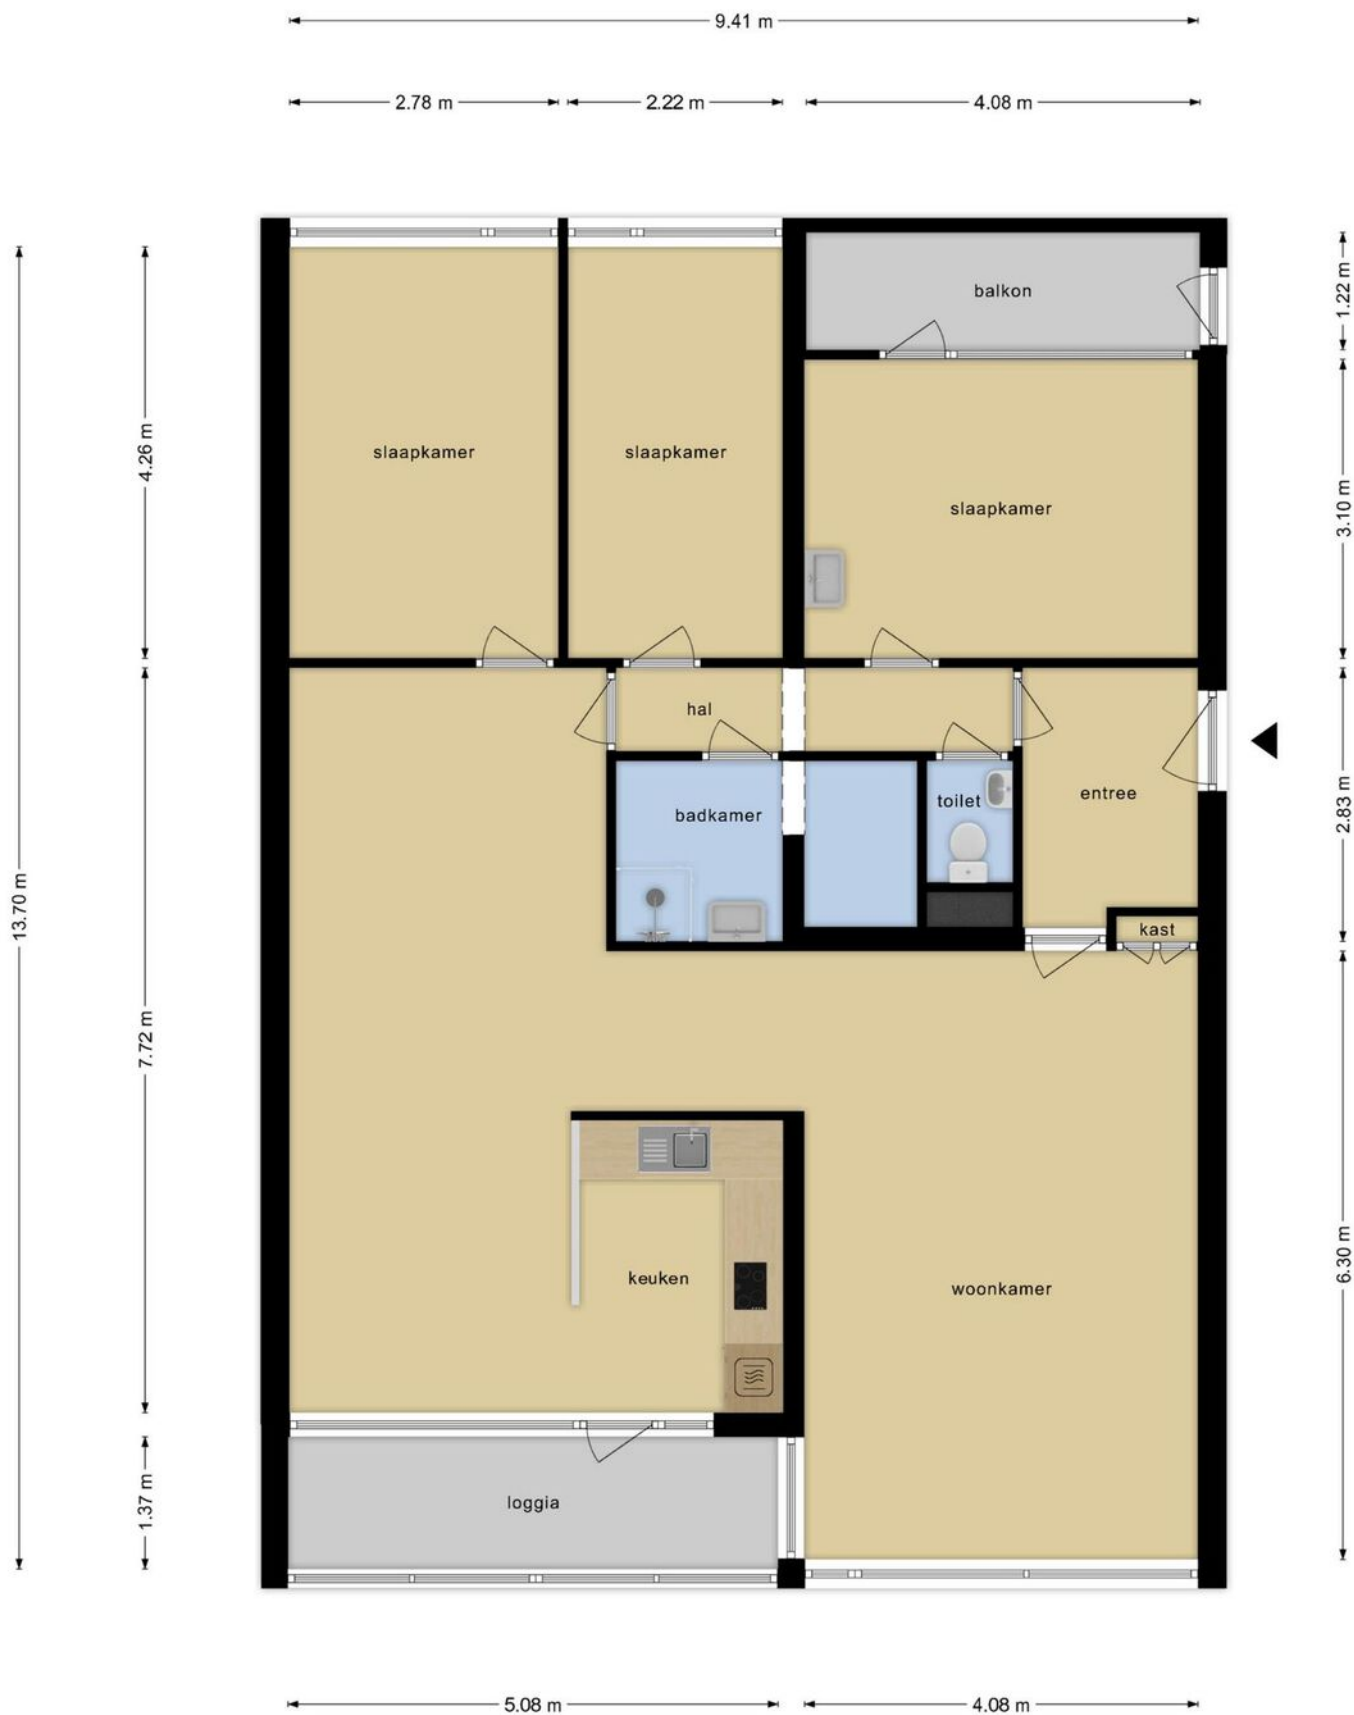 9.41 m
2.78 m
2.22 m
4.08 m
balkon
1.22 m
slaapkamer
slaapkamer
4.26 m
slaapkamer
3.10 m
hal
entree
toilet
badkamer
2.83 m
kast
13.70 m
7.72 m
keuken
woonkamer
6.30 m
loggia
1.37 m
5.08 m
4.08 m